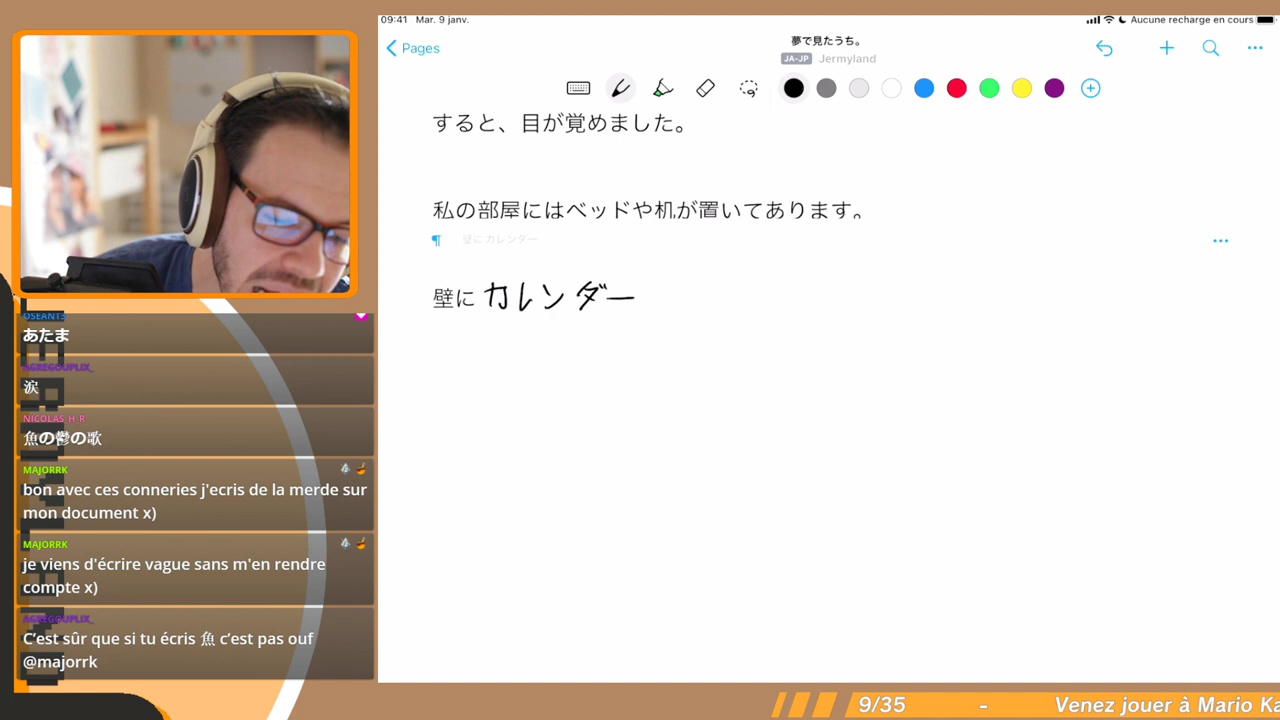 09:41 Mar. 9 janv.
Aucune recharge en cours
Pages
夢で見たうち。
JA-JP Jermyland
すると、目が覚めました。
私の部屋にはベッドや机が置いてあります。
壁に カレンダー
壁に カレンダー
OSEANT3
あたま
AGREGOUPLIX_
涙
NICOLAS_H_R
魚の鬱の歌
MAJORRK
bon avec ces conneries j'ecris de la merde sur
mon document x)
MAJORRK
je viens d'écrire vague sans m'en rendre
compte x)
AGREGOUPLIX_
C'est sûr que si tu écris 魚 c'est pas ouf
@majorrk
9/35 - Venez jouer à Mario Ka